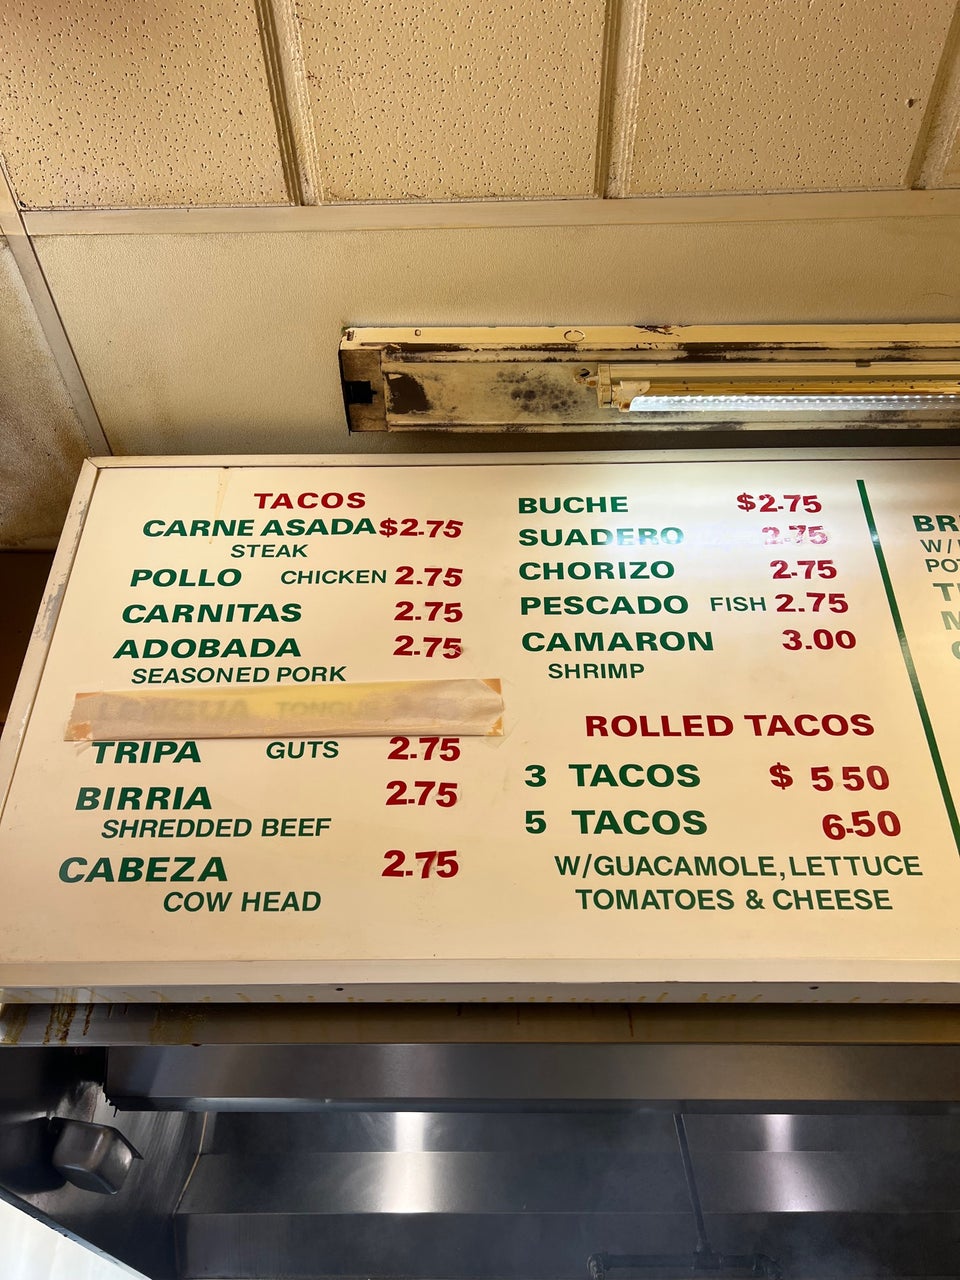 TACOS
CARNE ASADA $2.75
STEAK
POLLO CHICKEN 2.75
CARNITAS 2.75
ADOBADA 2.75
SEASONED PORK
LENGUA TONGUE
TRIPA GUTS 2.75
BIRRIA 2.75
SHREDDED BEEF
CABEZA 2.75
COW HEAD
BUCHE $2.75
SUADERO 2.75
CHORIZO 2.75
PESCADO FISH 2.75
CAMARON 3.00
SHRIMP
ROLLED TACOS
3 TACOS $ 5 50
5 TACOS 6-50
W/GUACAMOLE, LETTUCE
TOMATOES & CHEESE